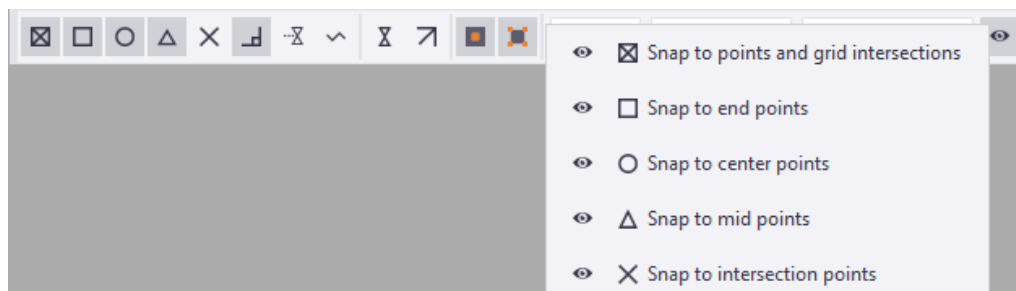 Snap to points and grid intersections
Snap to end points
Snap to center points
Snap to mid points
Snap to intersection points